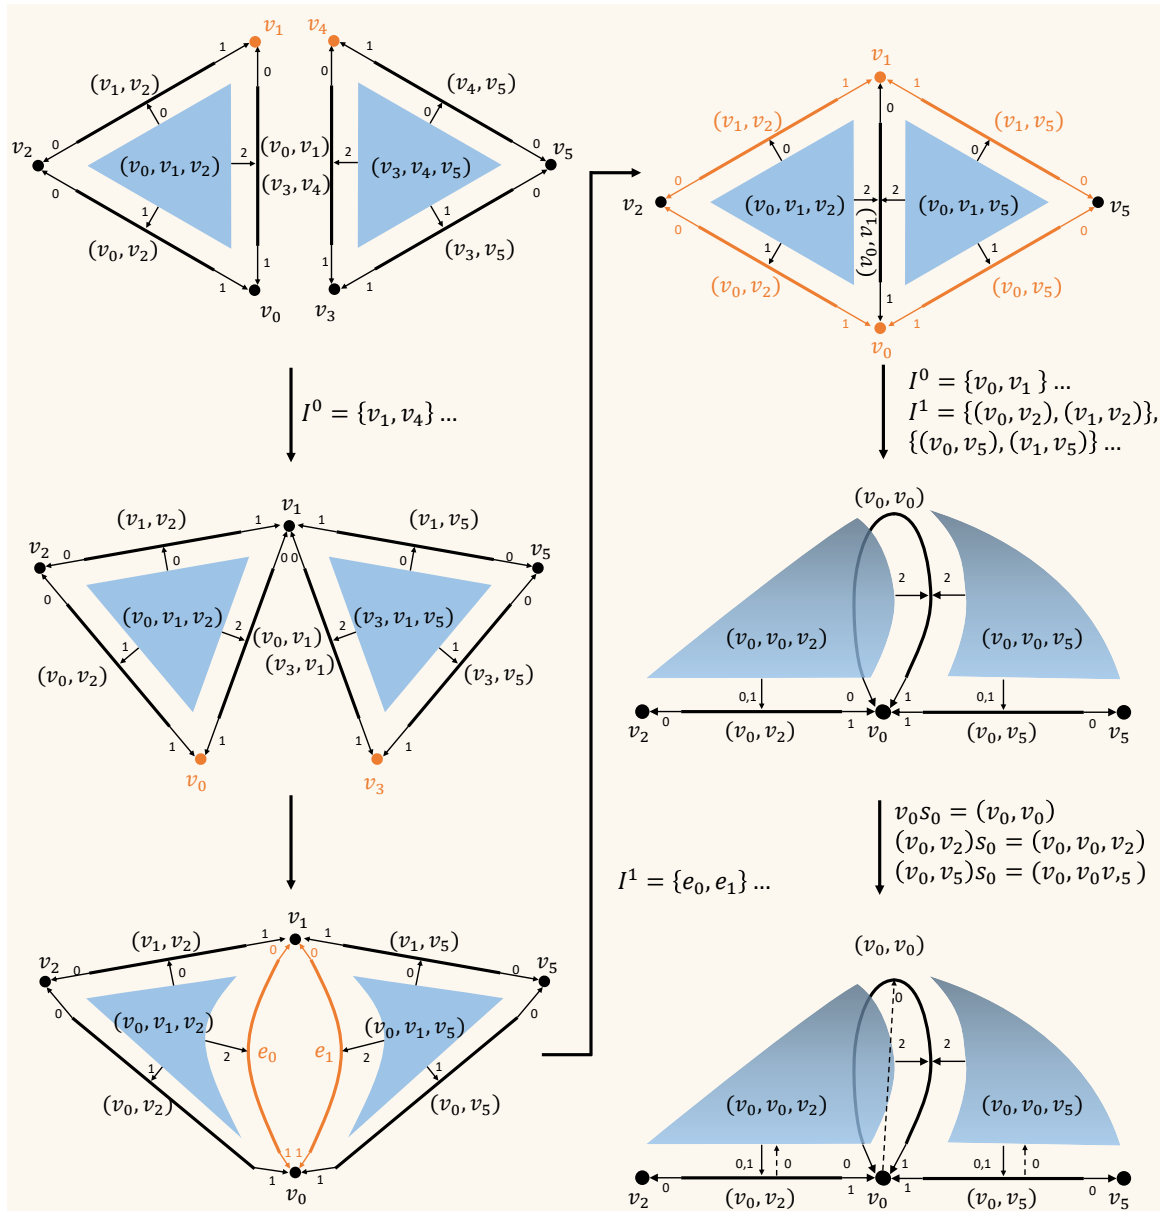 v₁ v₄
1 1
0 0
(v₁, v₂) (v₄, v₅)
0 0
v₂ 0 (v₀, v₁, v₂) 2 (v₀, v₁) 2 (v₃, v₄, v₅) 0 v₅
0 (v₃, v₄) 0
1 1
(v₀, v₂) (v₃, v₅)
1 1
1 1
v₀ v₃
I⁰ = {v₁, v₄} ...
v₁
(v₁, v₂) 1 1 (v₁, v₅)
v₂ 0 0 0 0 0 0 v₅
0 (v₀, v₁, v₂) (v₃, v₁, v₅) 0
1 2 (v₀, v₁) 2 1
(v₀, v₂) (v₃, v₁) (v₃, v₅)
1 1 1 1
v₀ v₃
v₁
(v₁, v₂) 1 1 (v₁, v₅)
0 0
v₂ 0 0 0 0 v₅
0 0
(v₀, v₁, v₂) (v₀, v₁, v₅)
2 e₀ e₁ 2
1 1
(v₀, v₂) (v₀, v₅)
1 1
1 1
v₀
I¹ = {e₀, e₁} ...
v₁
1 1
0
(v₁, v₂) (v₁, v₅)
0 0
0 0
v₂ (v₀, v₁, v₂) 2 2 (v₀, v₁, v₅) v₅
(v₀, v₁)
0 0
1 1
(v₀, v₂) (v₀, v₅)
1
1 1
v₀
I⁰ = {v₀, v₁ } ...
I¹ = {(v₀, v₂), (v₁, v₂)},
{(v₀, v₅), (v₁, v₅)} ...
(v₀, v₀)
2 2
(v₀, v₀, v₂) (v₀, v₀, v₅)
0,1 0 1 1
0 1 1 0
v₂ (v₀, v₂) v₀ (v₀, v₅) v₅
v₀s₀ = (v₀, v₀)
(v₀, v₂)s₀ = (v₀, v₀, v₂)
(v₀, v₅)s₀ = (v₀, v₀v,₅ )
(v₀, v₀)
0
2 2
(v₀, v₀, v₂) (v₀, v₀, v₅)
0,1 0 0 1 0,1 0
0 1 1 0
v₂ (v₀, v₂) v₀ (v₀, v₅) v₅